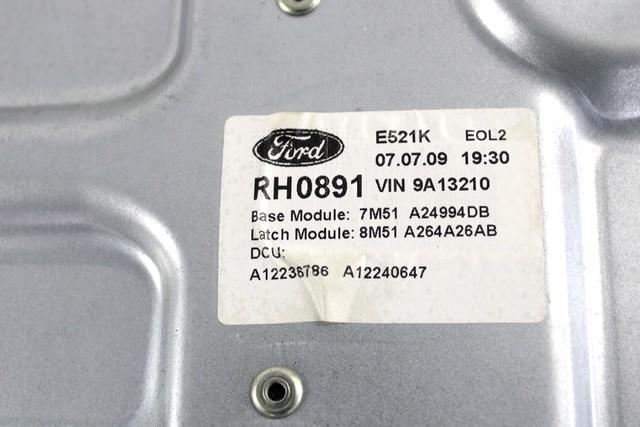 Ford E521K EOL2
07.07.09 19:30
RH0891 VIN 9A13210
Base Module: 7M51 A24994DB
Latch Module: 8M51 A264A26AB
DCU:
A12236786 A12240647